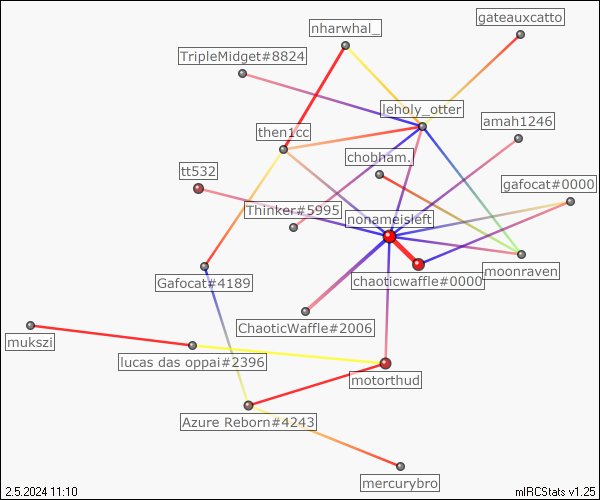 gateauxcatto
nharwhal_
TripleMidget#8824
leholy_otter
amah1246
then1cc
chobham.
tt532
gafocat#0000
Thinker#5995
nonameisleft
moonraven
chaoticwaffle#0000
Gafocat#4189
ChaoticWaffle#2006
mukszi
lucas das oppai#2396
motorthud
Azure Reborn#4243
mercurybro
2.5.2024 11:10
mIRCStats v1.25